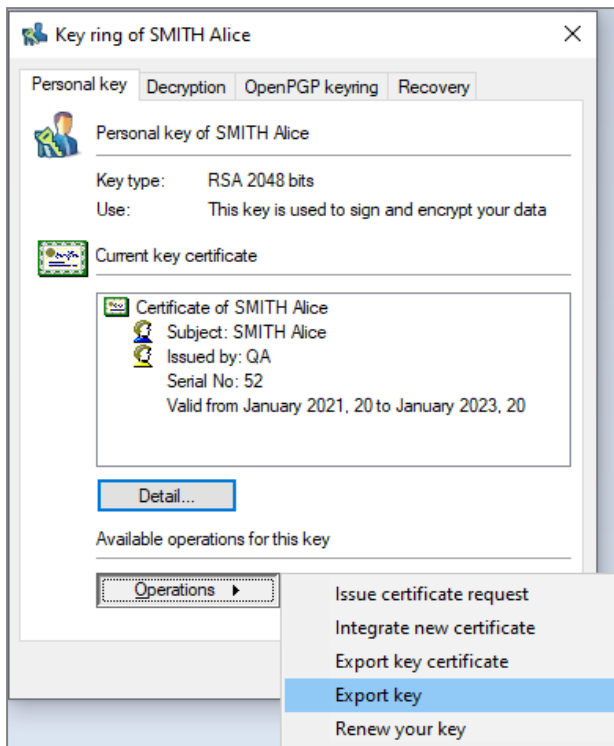 Key ring of SMITH Alice
Personal key Decryption OpenPGP keyring Recovery
Personal key of SMITH Alice
Key type: RSA 2048 bits
Use: This key is used to sign and encrypt your data
Current key certificate
Certificate of SMITH Alice
Subject: SMITH Alice
Issued by: QA
Serial No: 52
Valid from January 2021, 20 to January 2023, 20
Detail...
Available operations for this key
Operations
Issue certificate request
Integrate new certificate
Export key certificate
Export key
Renew your key